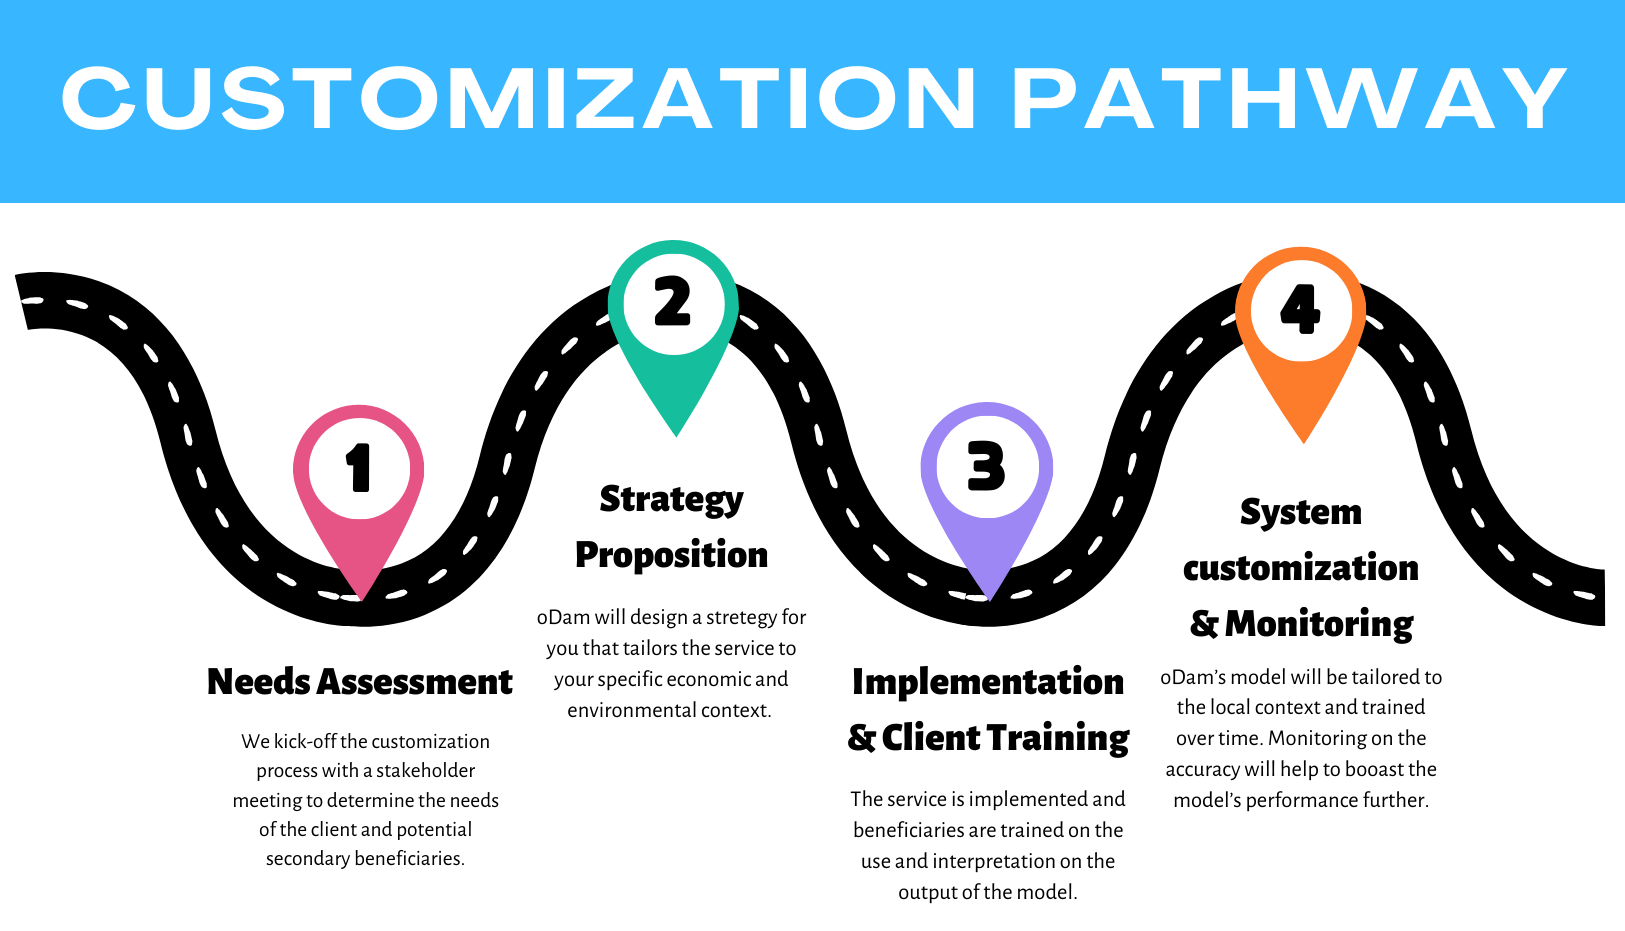 CUSTOMIZATION PATHWAY
1
Needs Assessment
We kick-off the customization
process with a stakeholder
meeting to determine the needs
of the client and potential
secondary beneficiaries.
2
Strategy
Proposition
oDam will design a stretegy for
you that tailors the service to
your specific economic and
environmental context.
3
Implementation
& Client Training
The service is implemented and
beneficiaries are trained on the
use and interpretation on the
output of the model.
4
System
customization
& Monitoring
oDam’s model will be tailored to
the local context and trained
over time. Monitoring on the
accuracy will help to booast the
model’s performance further.